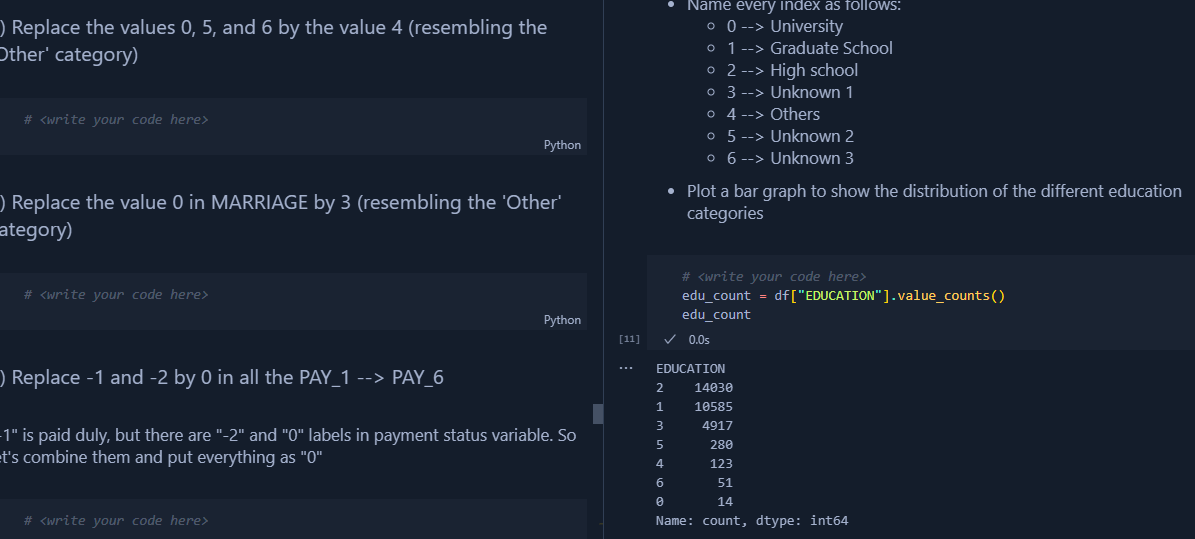 ) Replace the values 0, 5, and 6 by the value 4 (resembling the
Other' category)
# <write your code here>
Python
) Replace the value 0 in MARRIAGE by 3 (resembling the 'Other'
ategory)
# <write your code here>
Python
) Replace -1 and -2 by 0 in all the PAY_1 --> PAY_6
-1" is paid duly, but there are "-2" and "0" labels in payment status variable. So
et's combine them and put everything as "0"
# <write your code here>
• Name every index as follows:
○ 0 --> University
○ 1 --> Graduate School
○ 2 --> High school
○ 3 --> Unknown 1
○ 4 --> Others
○ 5 --> Unknown 2
○ 6 --> Unknown 3
• Plot a bar graph to show the distribution of the different education
categories
# <write your code here>
edu_count = df["EDUCATION"].value_counts()
edu_count
[11] ✓ 0.0s
... EDUCATION
2 14030
1 10585
3 4917
5 280
4 123
6 51
0 14
Name: count, dtype: int64